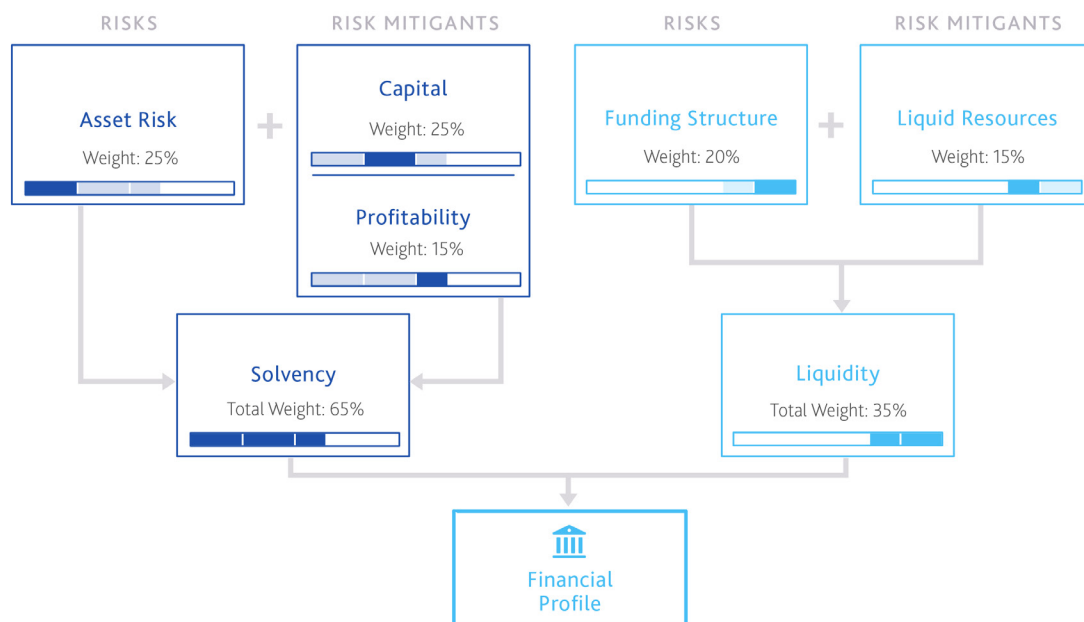 RISKS
RISK MITIGANTS
RISKS
RISK MITIGANTS
Asset Risk
Weight: 25%
+
Capital
Weight: 25%
Profitability
Weight: 15%
Funding Structure
Weight: 20%
+
Liquid Resources
Weight: 15%
Solvency
Total Weight: 65%
Liquidity
Total Weight: 35%
Financial
Profile